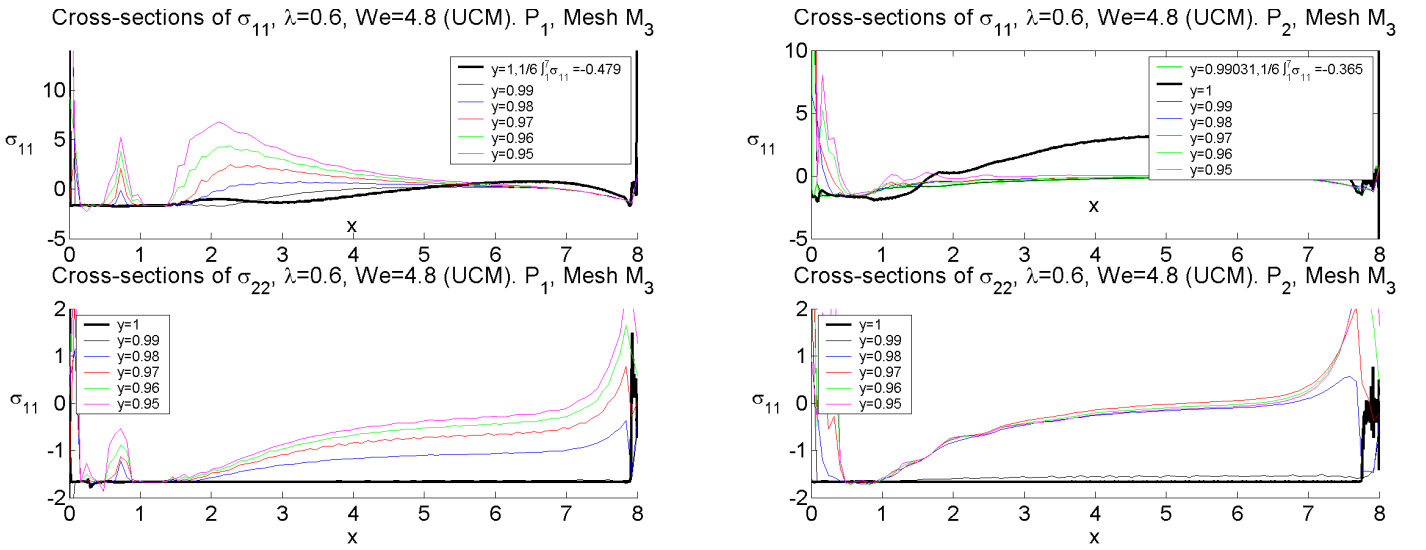 Cross-sections of σ11, λ=0.6, We=4.8 (UCM). P1, Mesh M3
10
5
0
-5
σ11
y=1,1/6 ∫17σ11 =-0.479
y=0.99
y=0.98
y=0.97
y=0.96
y=0.95
x
0 1 2 3 4 5 6 7 8
Cross-sections of σ11, λ=0.6, We=4.8 (UCM). P2, Mesh M3
10
5
0
-5
σ11
y=0.99031,1/6 ∫17σ11 =-0.365
y=1
y=0.99
y=0.98
y=0.97
y=0.96
y=0.95
x
0 1 2 3 4 5 6 7 8
Cross-sections of σ22, λ=0.6, We=4.8 (UCM). P1, Mesh M3
2
1
0
-1
-2
σ11
y=1
y=0.99
y=0.98
y=0.97
y=0.96
y=0.95
0 1 2 3 4 5 6 7 8
x
Cross-sections of σ22, λ=0.6, We=4.8 (UCM). P2, Mesh M3
2
1
0
-1
-2
σ11
y=1
y=0.99
y=0.98
y=0.97
y=0.96
y=0.95
0 1 2 3 4 5 6 7 8
x